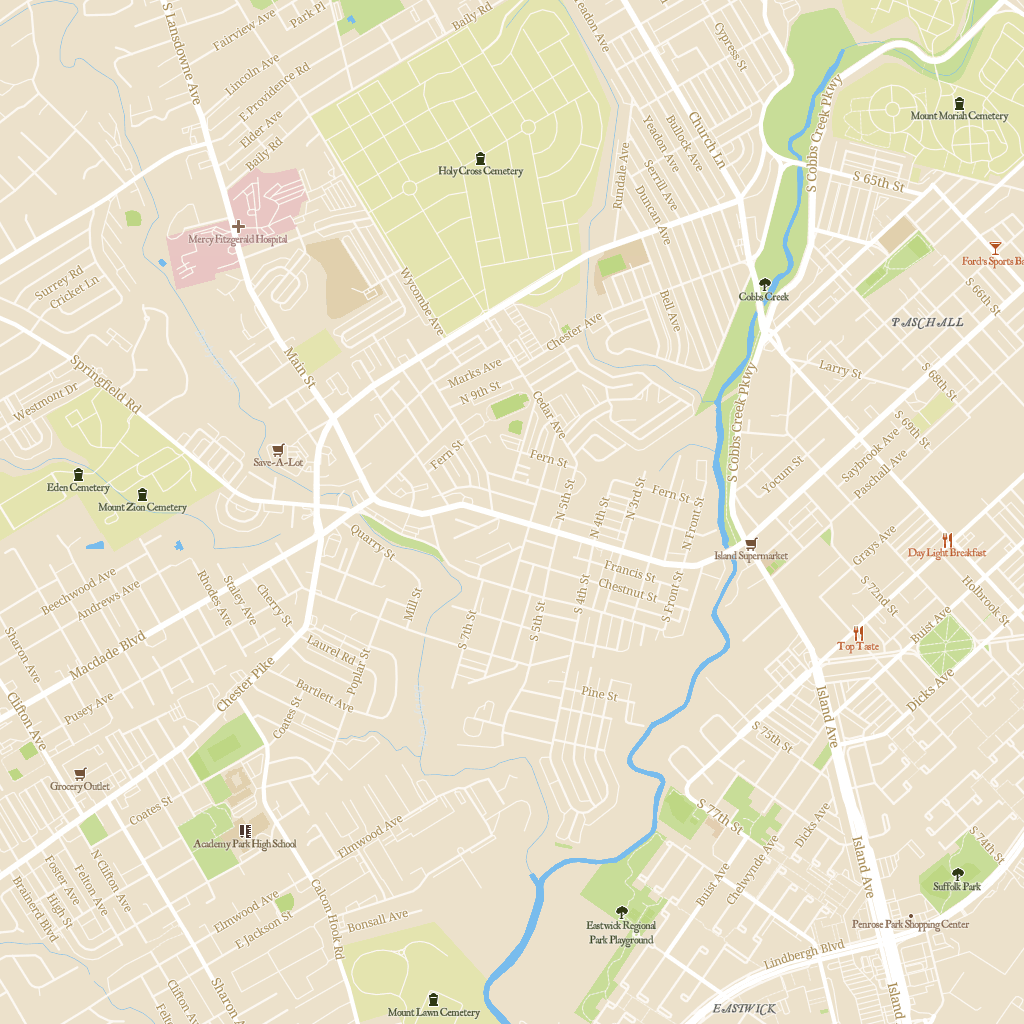 S Lansdowne Ave
Fairview Ave
Park Pl
Baily Rd
Yeadon Ave
Cypress St
Lincoln Ave
E Providence Rd
Elder Ave
Baily Rd
Holy Cross Cemetery
Church Ln
Bullock Ave
Yeadon Ave
Serrill Ave
Duncan Ave
Rundale Ave
S Cobbs Creek Pkwy
Mount Moriah Cemetery
S 65th St
Mercy Fitzgerald Hospital
Ford's Sports Ba
Surrey Rd
Cricket Ln
Wycombe Ave
Bell Ave
Cobbs Creek
S 66th St
PASCHALL
Chester Ave
Main St
Marks Ave
N 9th St
Larry St
S 68th St
Springfield Rd
Westmont Dr
Cedar Ave
S Cobbs Creek Pkwy
S 69th St
Saybrook Ave
Paschall Ave
Save-A-Lot
Fern St
Fern St
Yocum St
Eden Cemetery
Mount Zion Cemetery
N 5th St
N 4th St
N 3rd St
Fern St
N Front St
Quarry St
Island Supermarket
Grays Ave
Day Light Breakfast
Beechwood Ave
Andrews Ave
Rhodes Ave
Staley Ave
Cherry St
Mill St
Francis St
Chestnut St
S 4th St
S Front St
S 72nd St
Holbrook St
Buist Ave
S 7th St
S 5th St
Sharon Ave
Macdade Blvd
Laurel Rd
Poplar St
Top Taste
Clifton Ave
Pusey Ave
Chester Pike
Bartlett Ave
Coates St
Pine St
Island Ave
Dicks Ave
S 75th St
Grocery Outlet
Coates St
Academy Park High School
Elmwood Ave
S 77th St
Dicks Ave
Island Ave
S 74th St
N Clifton Ave
Felton Ave
Foster Ave
High St
Brainerd Blvd
Buist Ave
Chelwynde Ave
Suffolk Park
Elmwood Ave
E Jackson St
Calcon Hook Rd
Bonsall Ave
Eastwick Regional
Park Playground
Penrose Park Shopping Center
Lindbergh Blvd
Clifton Av
Felte
Sharon A
Mount Lawn Cemetery
EASTWICK
Island